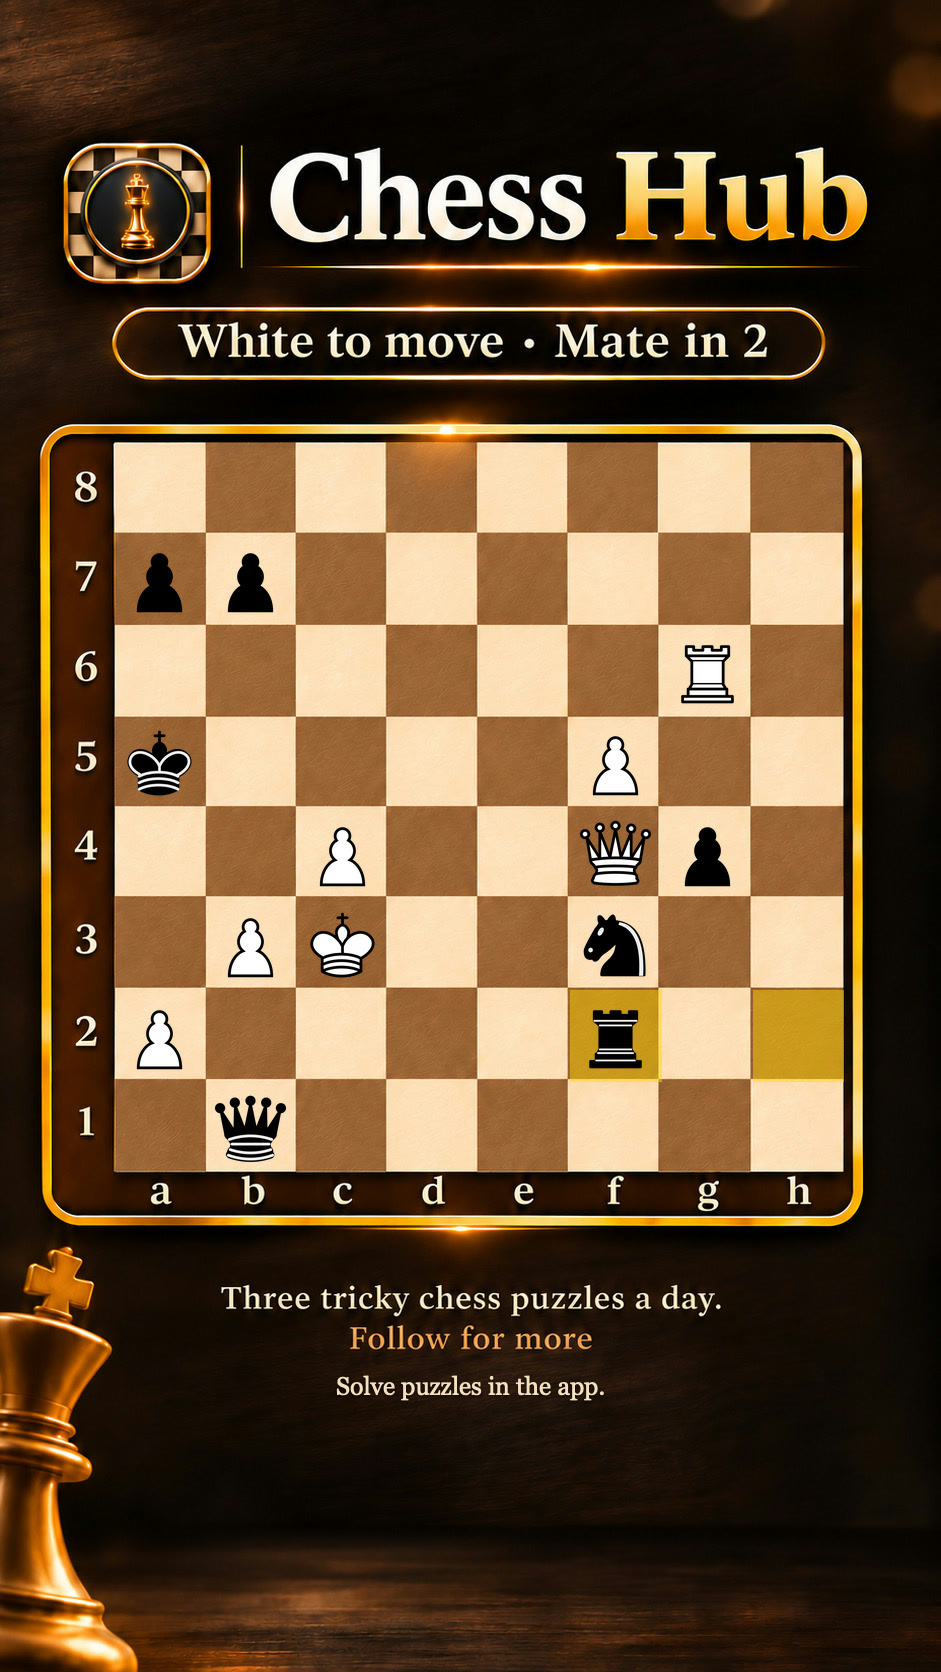 Chess Hub
White to move • Mate in 2
8
7
6
5
4
3
2
1
a b c d e f g h
Three tricky chess puzzles a day.
Follow for more
Solve puzzles in the app.